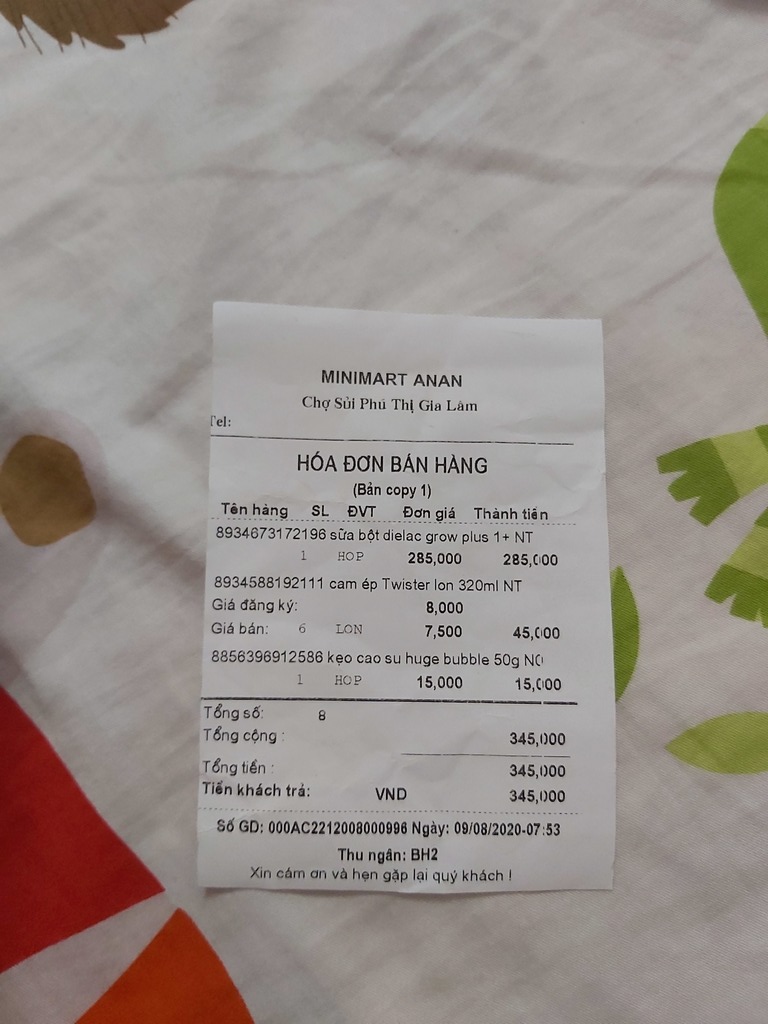 MINIMART ANAN
Chợ Sủi Phú Thị Gia Lâm
Tel:
HÓA ĐƠN BÁN HÀNG
(Bản copy 1)
Tên hàng SL ĐVT Đơn giá Thành tiền
8934673172196 sữa bột dielac grow plus 1+ NT
1 HOP 285,000 285,000
8934588192111 cam ép Twister lon 320ml NT
Giá đăng ký: 8,000
Giá bán: 6 LON 7,500 45,000
8856396912586 kẹo cao su huge bubble 50g NC
1 HOP 15,000 15,000
Tổng số: 8
Tổng cộng : 345,000
Tổng tiền : 345,000
Tiền khách trả: VND 345,000
Số GD: 000AC2212008000996 Ngày: 09/08/2020-07:53
Thu ngân: BH2
Xin cám ơn và hẹn gặp lại quý khách !